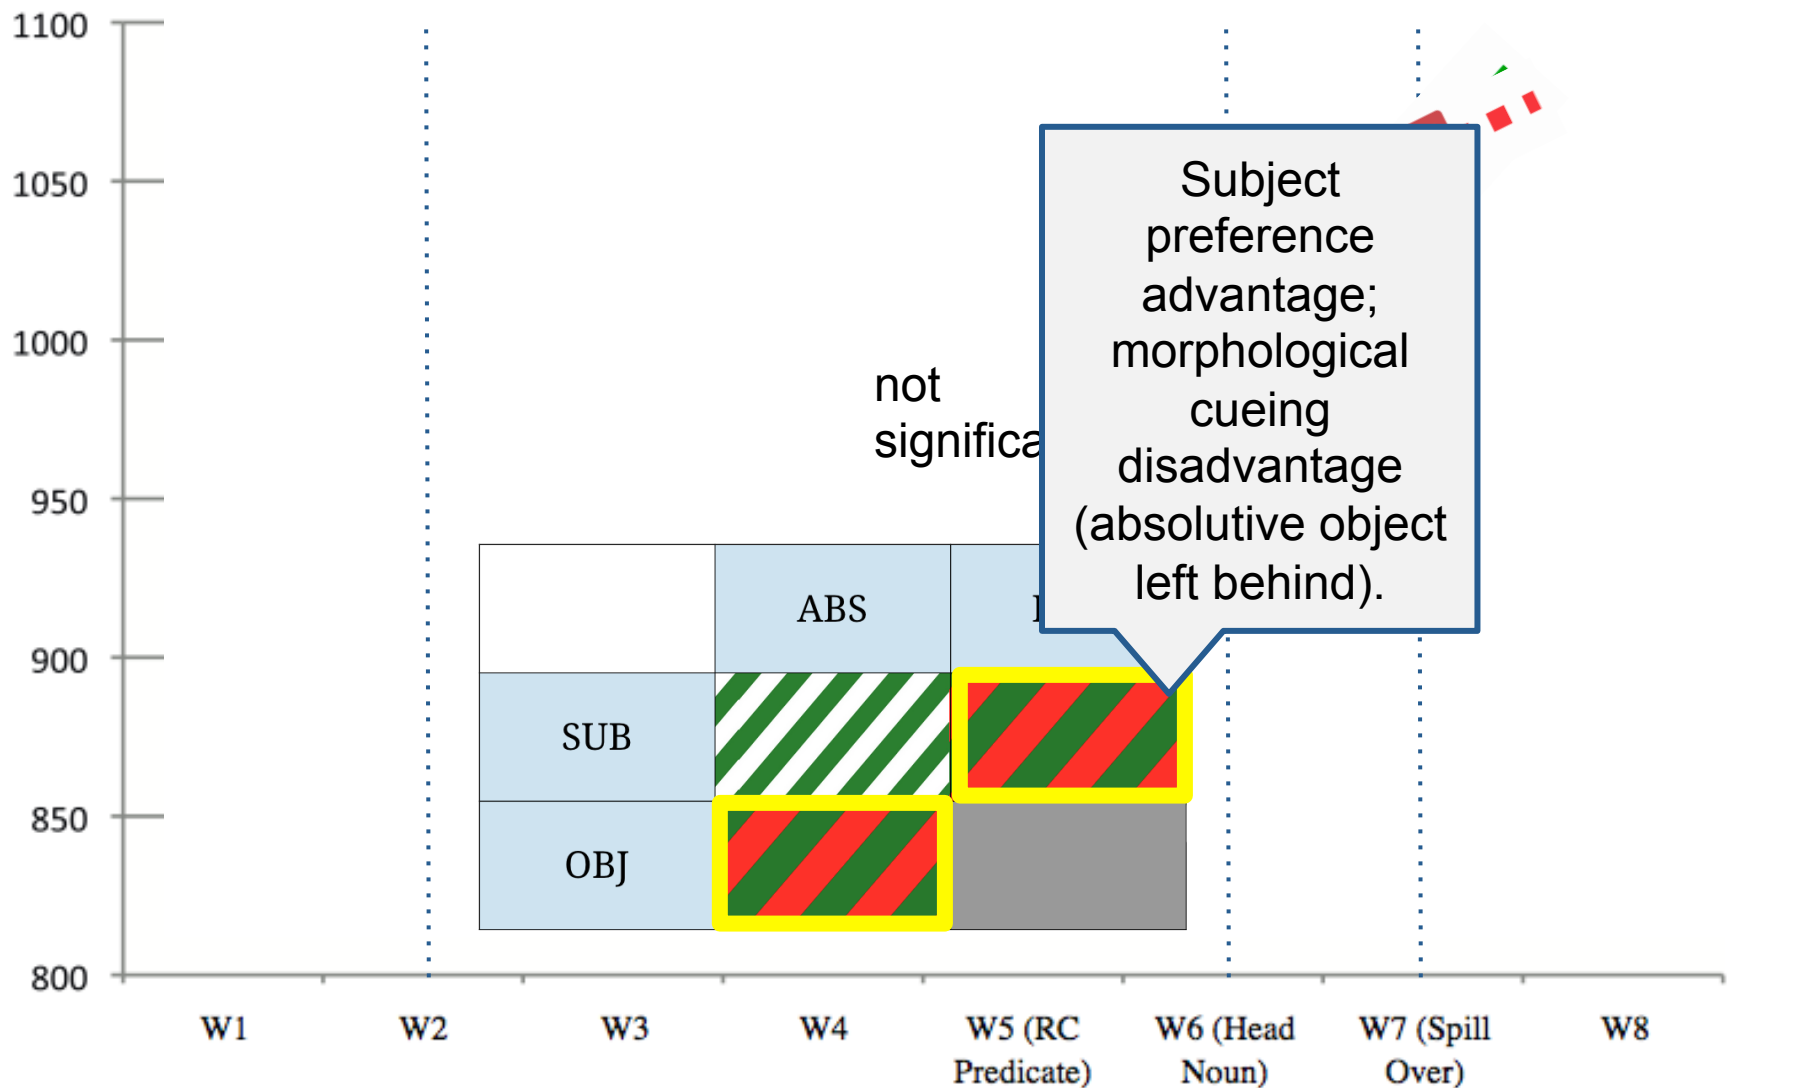 1100
1050
1000
950
900
850
800
Subject
preference
advantage;
morphological
cueing
disadvantage
(absolutive object
left behind).
not
ABS
SUB
OBJ
W1 W2 W3 W4 W5 (RC W6 (Head W7 (Spill W8
Predicate) Noun) Over)